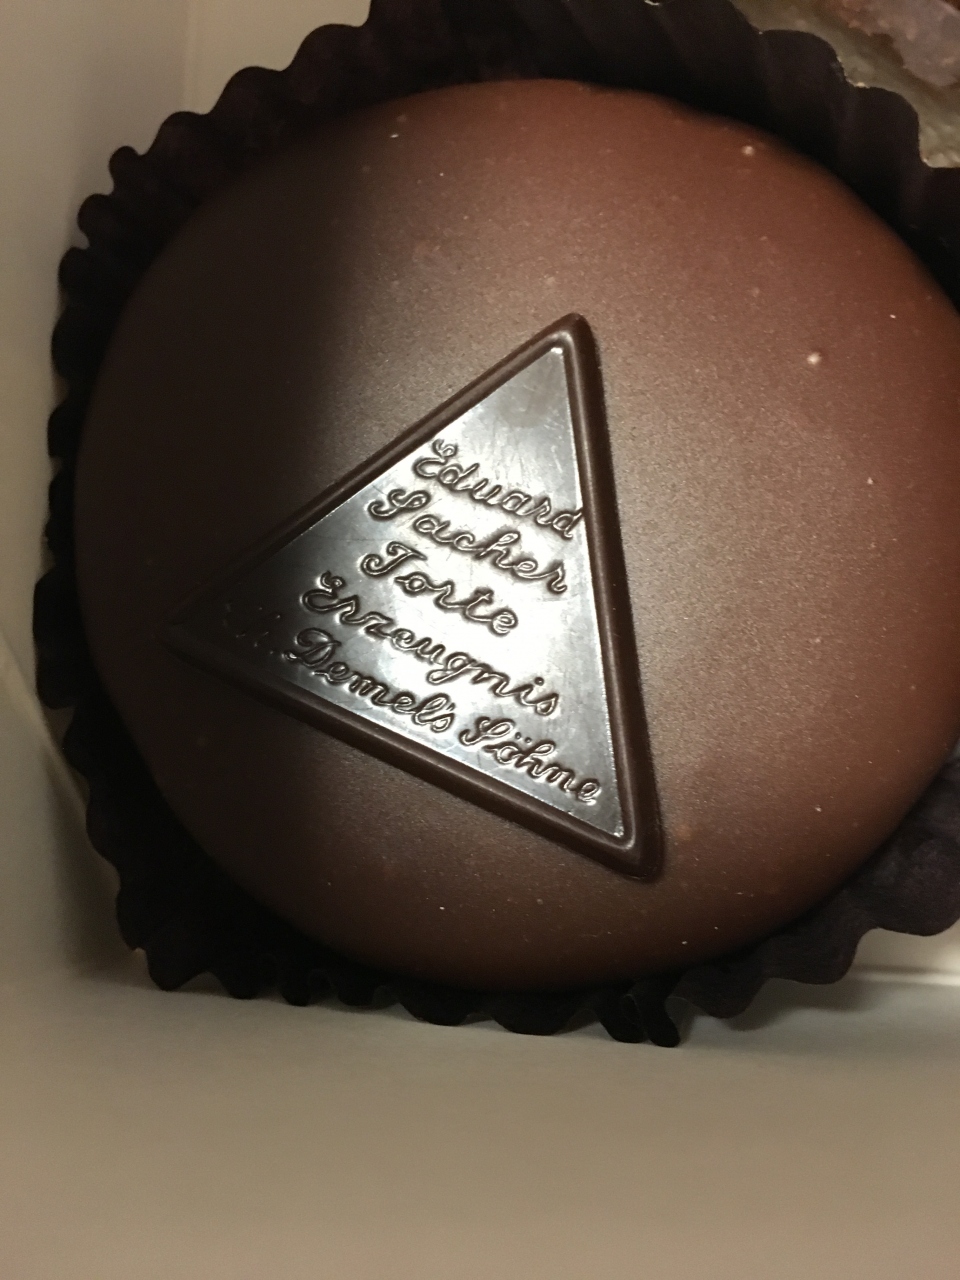 Eduard
Sacher
Torte
Erzeugnis
Demel's Söhne